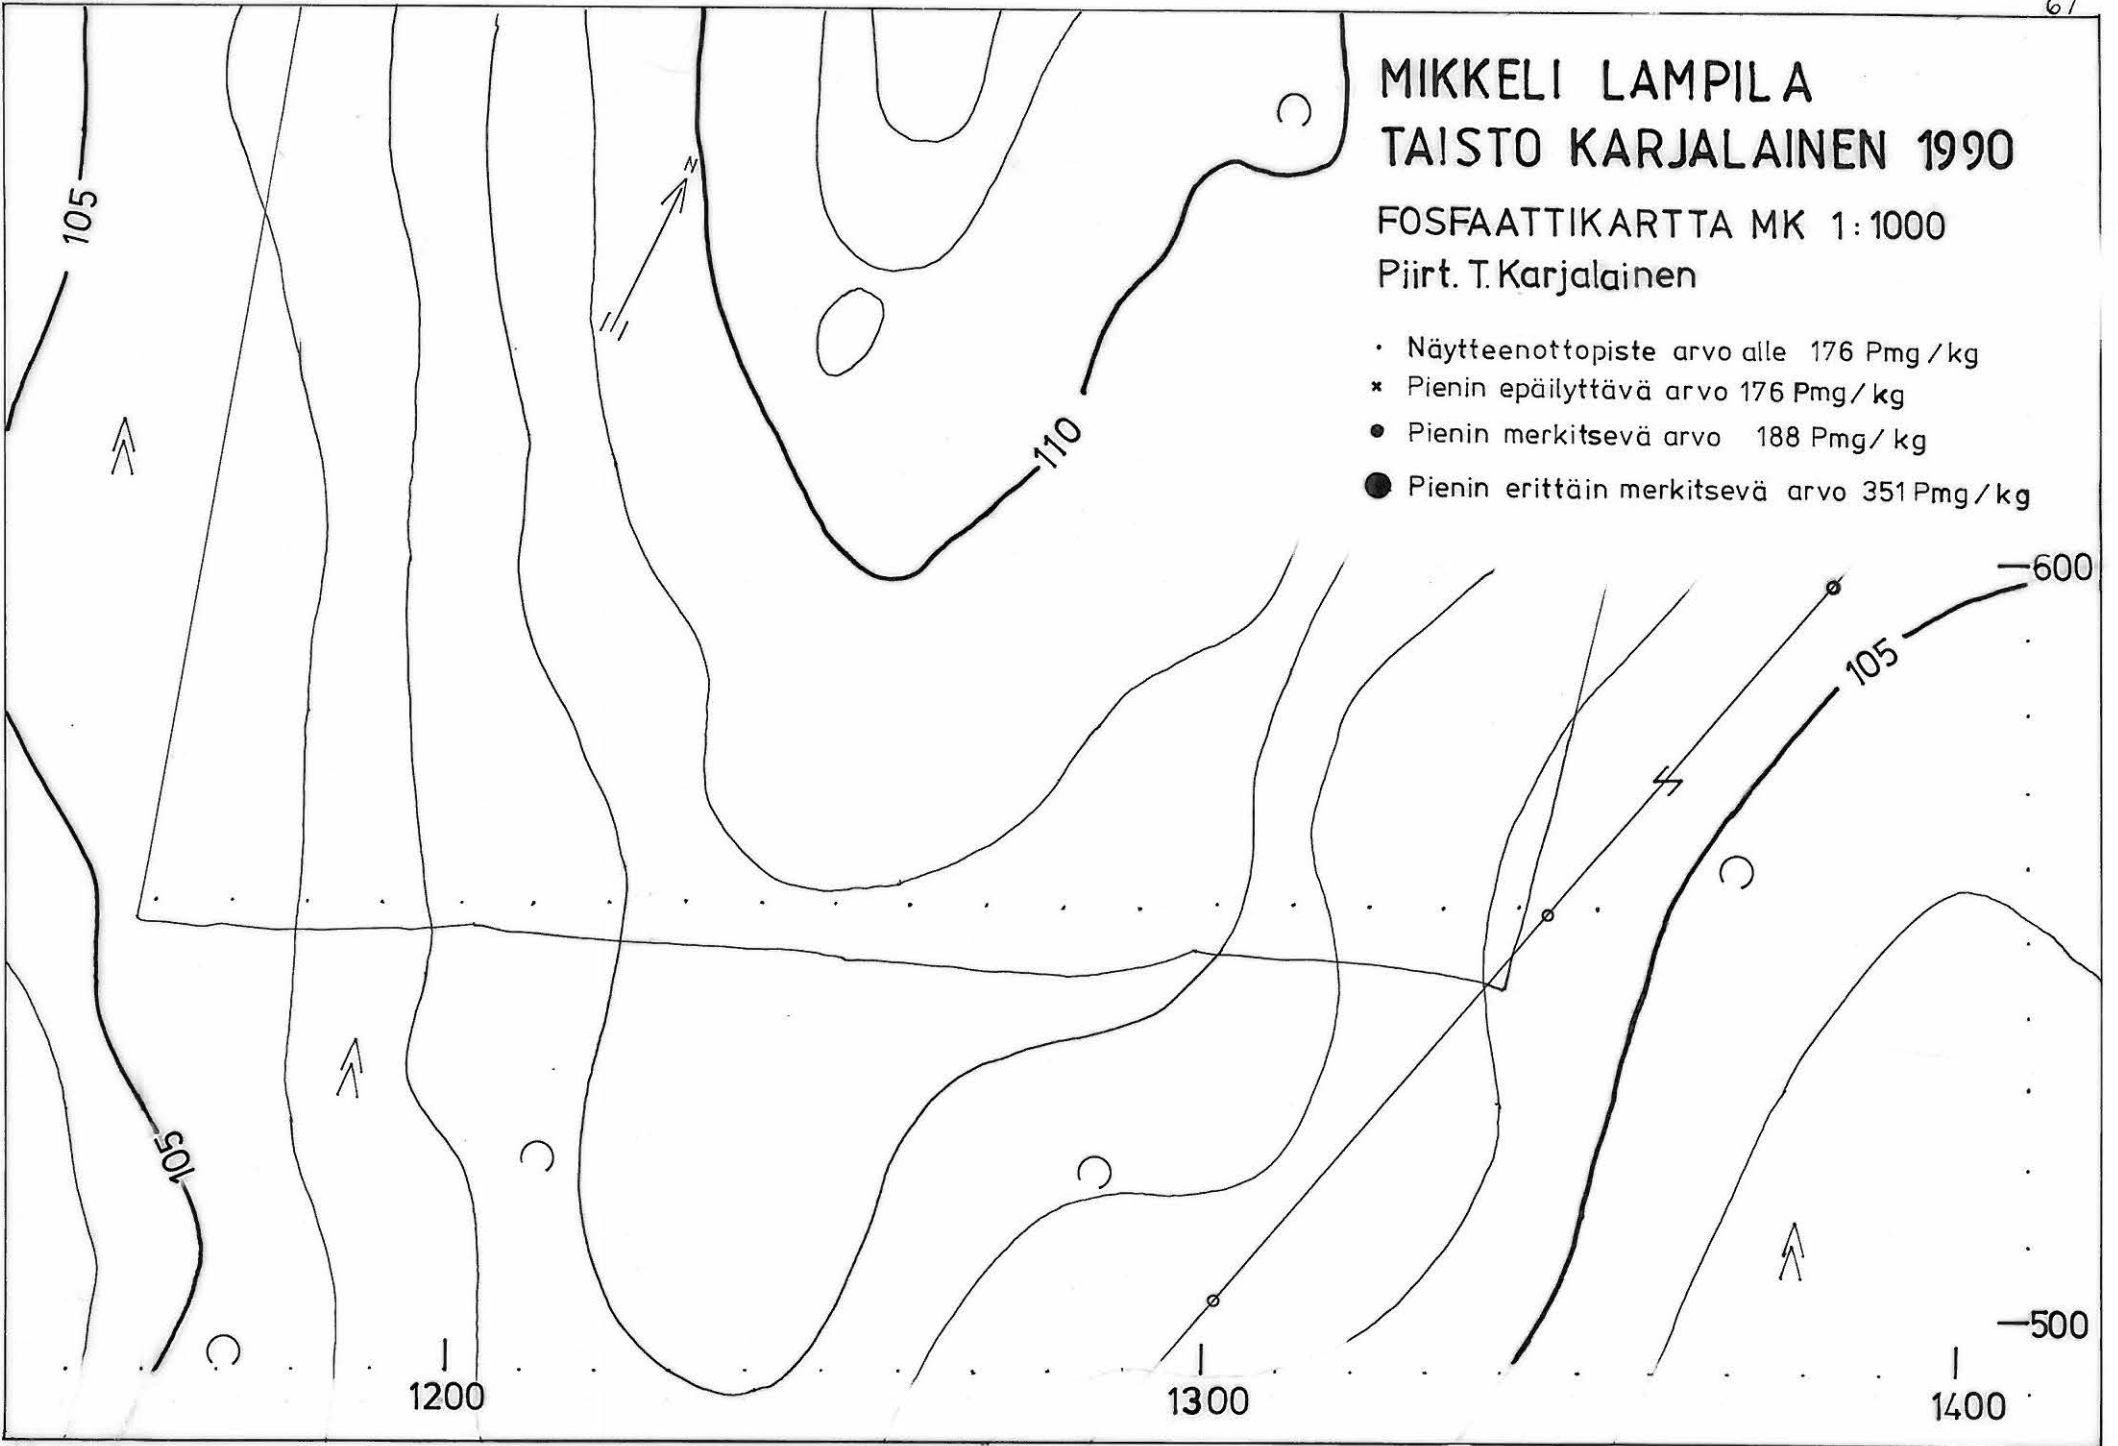 67
MIKKELI LAMPILA
TAISTO KARJALAINEN 1990
FOSFAATTIKARTTA MK 1:1000
Piirt. T. Karjalainen
· Näytteenottopiste arvo alle 176 Pmg/kg
× Pienin epäilyttävä arvo 176 Pmg/kg
● Pienin merkitsevä arvo 188 Pmg/kg
● Pienin erittäin merkitsevä arvo 351 Pmg/kg
N
105
110
600
105
105
500
1200
1300
1400